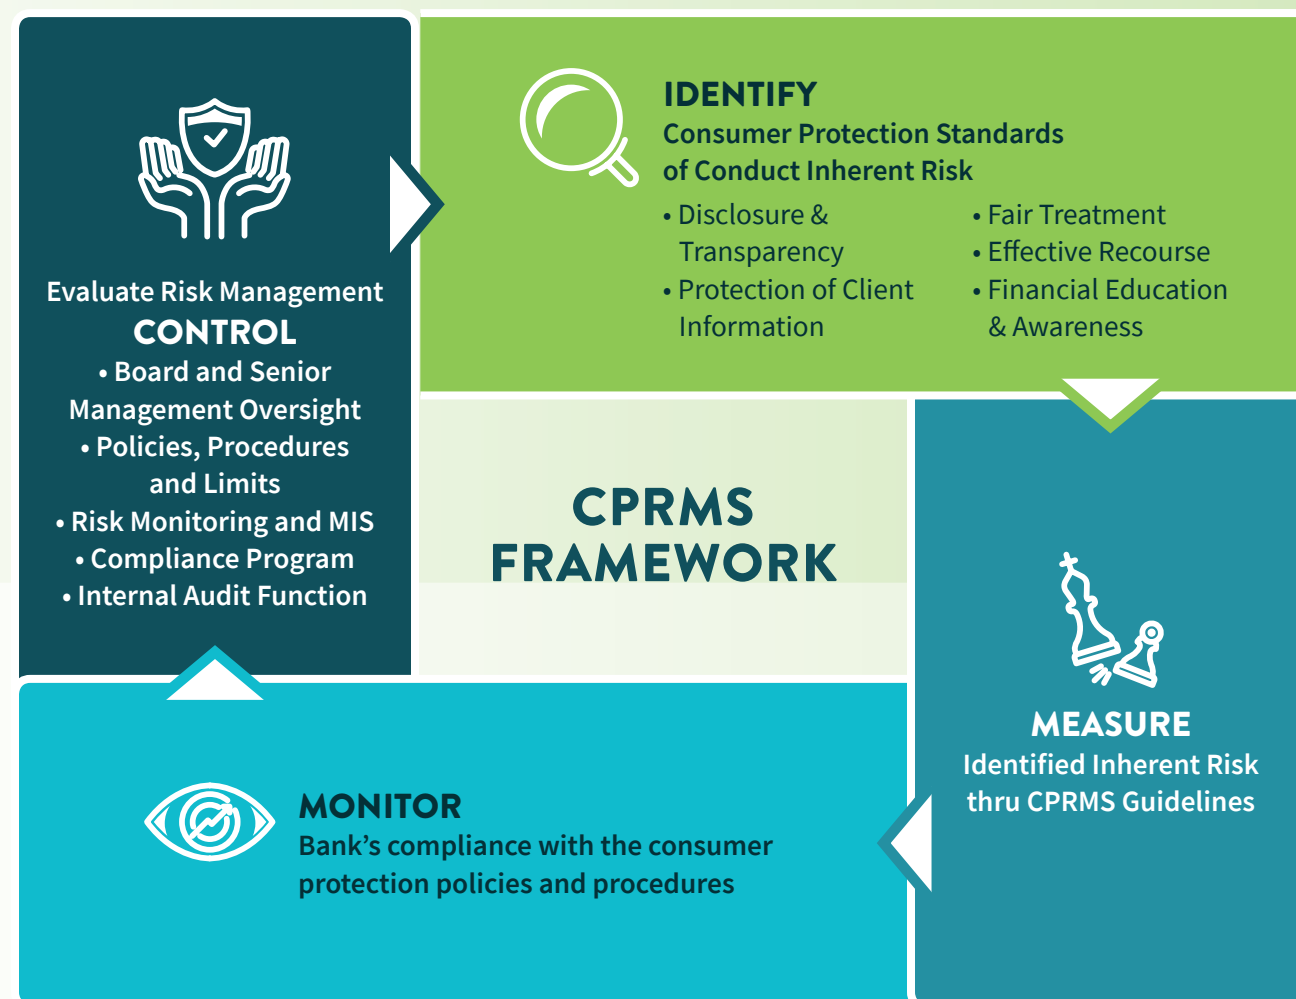 Evaluate Risk Management
CONTROL
• Board and Senior
Management Oversight
• Policies, Procedures
and Limits
• Risk Monitoring and MIS
• Compliance Program
• Internal Audit Function
IDENTIFY
Consumer Protection Standards
of Conduct Inherent Risk
• Disclosure &
Transparency
• Protection of Client
Information
• Fair Treatment
• Effective Recourse
• Financial Education
& Awareness
CPRMS
FRAMEWORK
MEASURE
Identified Inherent Risk
thru CPRMS Guidelines
MONITOR
Bank’s compliance with the consumer
protection policies and procedures